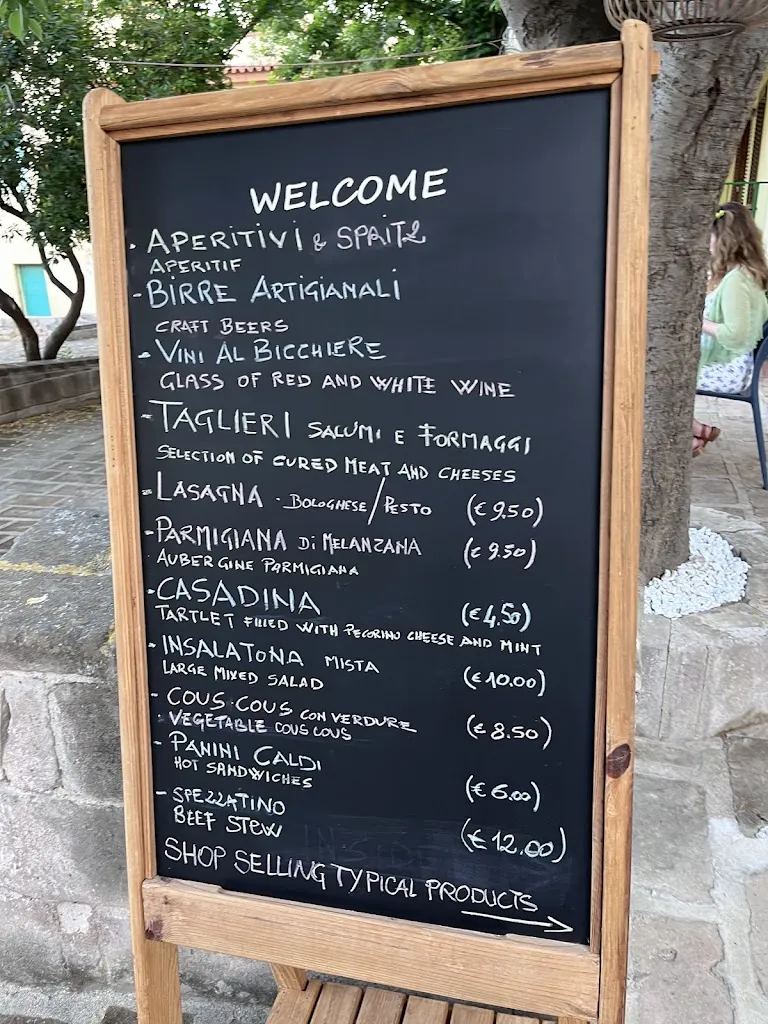 WELCOME
- APERITIVI & SPRITZ
APERITIF
- BIRRE ARTIGIANALI
CRAFT BEERS
- VINI AL BICCHIERE
GLASS OF RED AND WHITE WINE
- TAGLIERI SALUMI E FORMAGGI
SELECTION OF CURED MEAT AND CHEESES
- LASAGNA - BOLOGNESE/PESTO (€ 9.50)
- PARMIGIANA Di MELANZANA (€ 9.50)
AUBERGINE PARMIGIANA
- CASADINA (€ 4.50)
TARTLET FILLED WITH PECORINO CHEESE AND MINT
- INSALATONA MISTA (€ 10.00)
LARGE MIXED SALAD
- COUS COUS CON VERDURE (€ 8.50)
- VEGETABLE COUS COUS
- PANINI CALDI (€ 6.00)
HOT SANDWICHES
- SPEZZATINO (€ 12.00)
BEEF STEW
SHOP SELLING TYPICAL PRODUCTS